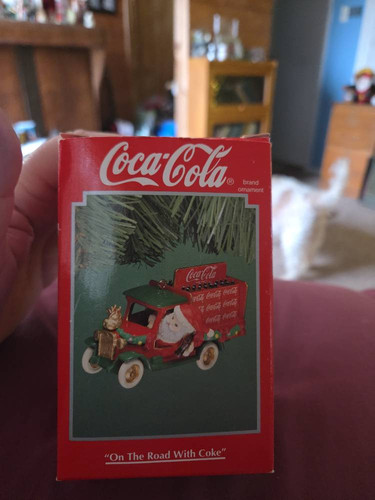 Coca-Cola®
brand
ornament
Coca-Cola
"On The Road With Coke"